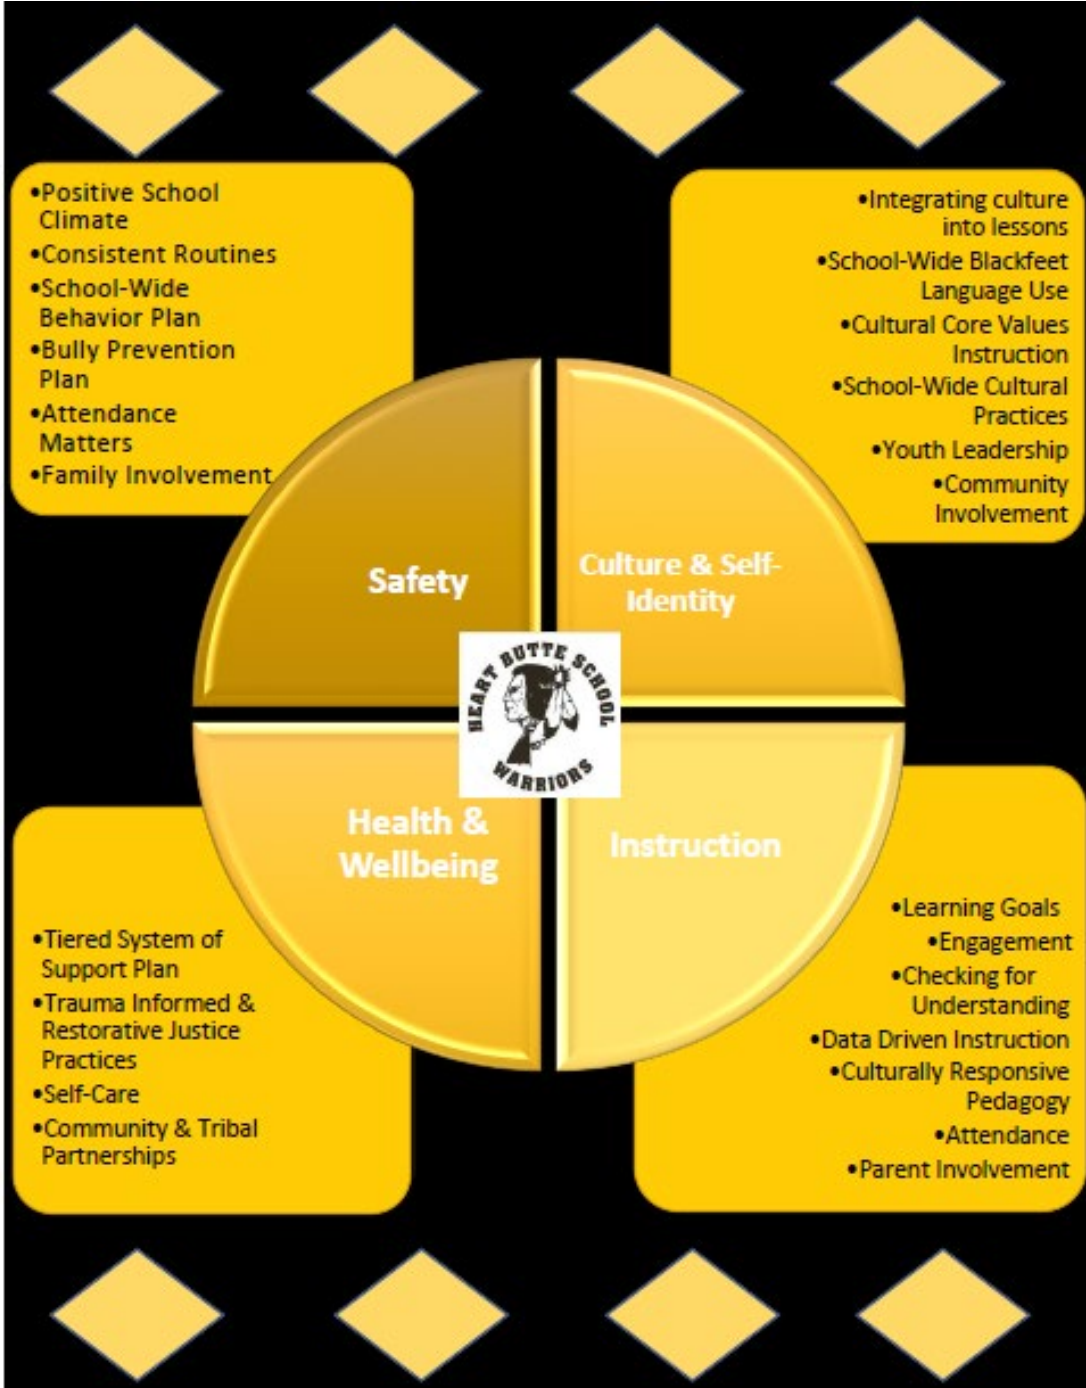 •Positive School
Climate
•Consistent Routines
•School-Wide
Behavior Plan
•Bully Prevention
Plan
•Attendance
Matters
•Family Involvement
•Integrating culture
into lessons
•School-Wide Blackfeet
Language Use
•Cultural Core Values
Instruction
•School-Wide Cultural
Practices
•Youth Leadership
•Community
Involvement
Safety
Culture & Self-
Identity
HEART BUTTE SCHOOL
WARRIORS
Health &
Wellbeing
Instruction
•Tiered System of
Support Plan
•Trauma Informed &
Restorative Justice
Practices
•Self-Care
•Community & Tribal
Partnerships
•Learning Goals
•Engagement
•Checking for
Understanding
•Data Driven Instruction
•Culturally Responsive
Pedagogy
•Attendance
•Parent Involvement